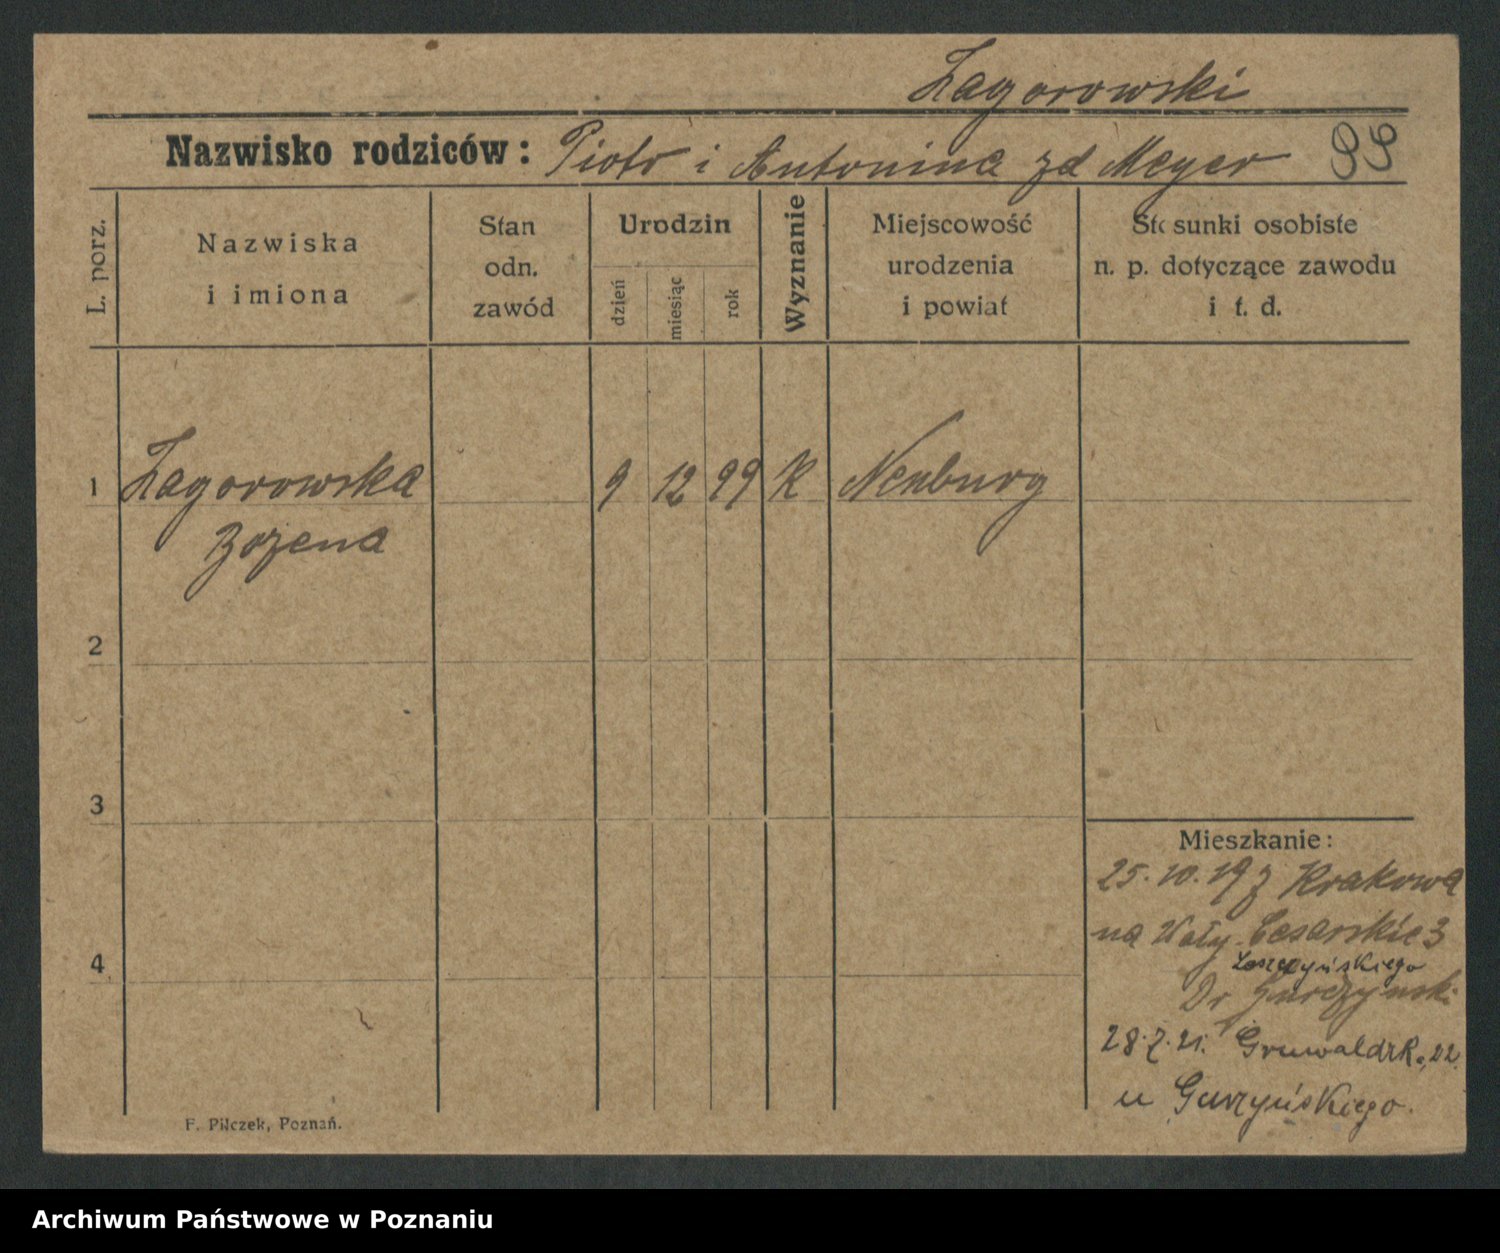 Zagorowski
Nazwisko rodziców: Piotr i Antonina zd Meyer
L. porz.
Nazwiska
i imiona
Stan
odn.
zawód
Urodzin
dzień
miesiąc
rok
Wyznanie
Miejscowość
urodzenia
i powiat
Stosunki osobiste
n. p. dotyczące zawodu
i t. d.
1 Zagorowska 9 12 99 K Neuburg
Bożena
2
3
4
Mieszkanie:
25.10.19 z Krakowa
na Wały Cesarskie 3
Leszczyńskiego
Dr
28.7.21. Grunwaldzk. 22
u
F. Pilczek, Poznań.
Archiwum Państwowe w Poznaniu